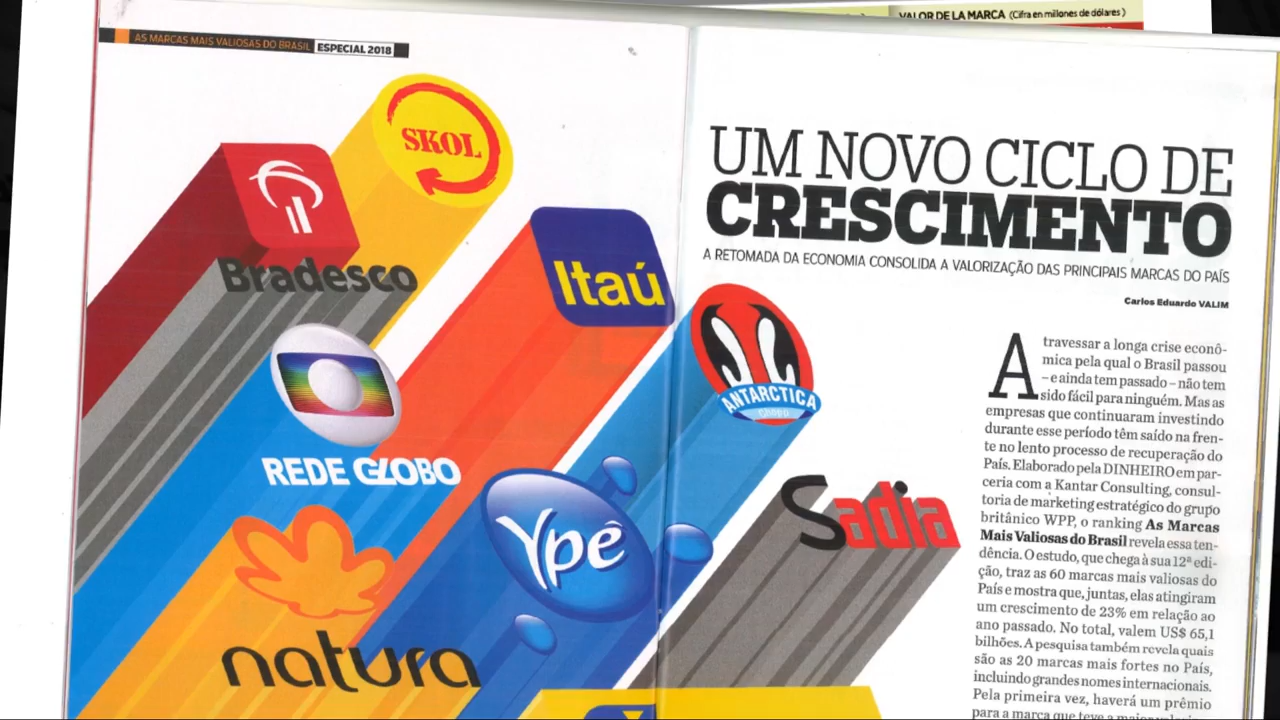 VALOR DE LA MARCA (Cifra en millones de dólares)
AS MARCAS MAIS VALIOSAS DO BRASIL ESPECIAL 2018
SKOL
Bradesco
Itaú
ANTARCTICA
REDE GLOBO
Ypê
Sadia
natura
UM NOVO CICLO DE
CRESCIMENTO
A RETOMADA DA ECONOMIA CONSOLIDA A VALORIZAÇÃO DAS PRINCIPAIS MARCAS DO PAÍS
Carlos Eduardo VALIM
Atravessar a longa crise econô-
mica pela qual o Brasil passou
– e ainda tem passado – não tem
sido fácil para ninguém. Mas as
empresas que continuaram investindo
durante esse período têm saído na fren-
te no lento processo de recuperação do
País. Elaborado pela DINHEIRO em par-
ceria com a Kantar Consulting, consul-
toria de marketing estratégico do grupo
britânico WPP, o ranking As Marcas
Mais Valiosas do Brasil revela essa ten-
dência. O estudo, que chega à sua 12ª edi-
ção, traz as 60 marcas mais valiosas do
País e mostra que, juntas, elas atingiram
um crescimento de 23% em relação ao
ano passado. No total, valem US$ 65,1
bilhões. A pesquisa também revela quais
são as 20 marcas mais fortes no País,
incluindo grandes nomes internacionais.
Pela primeira vez, haverá um prêmio
para a marca que teve a maior